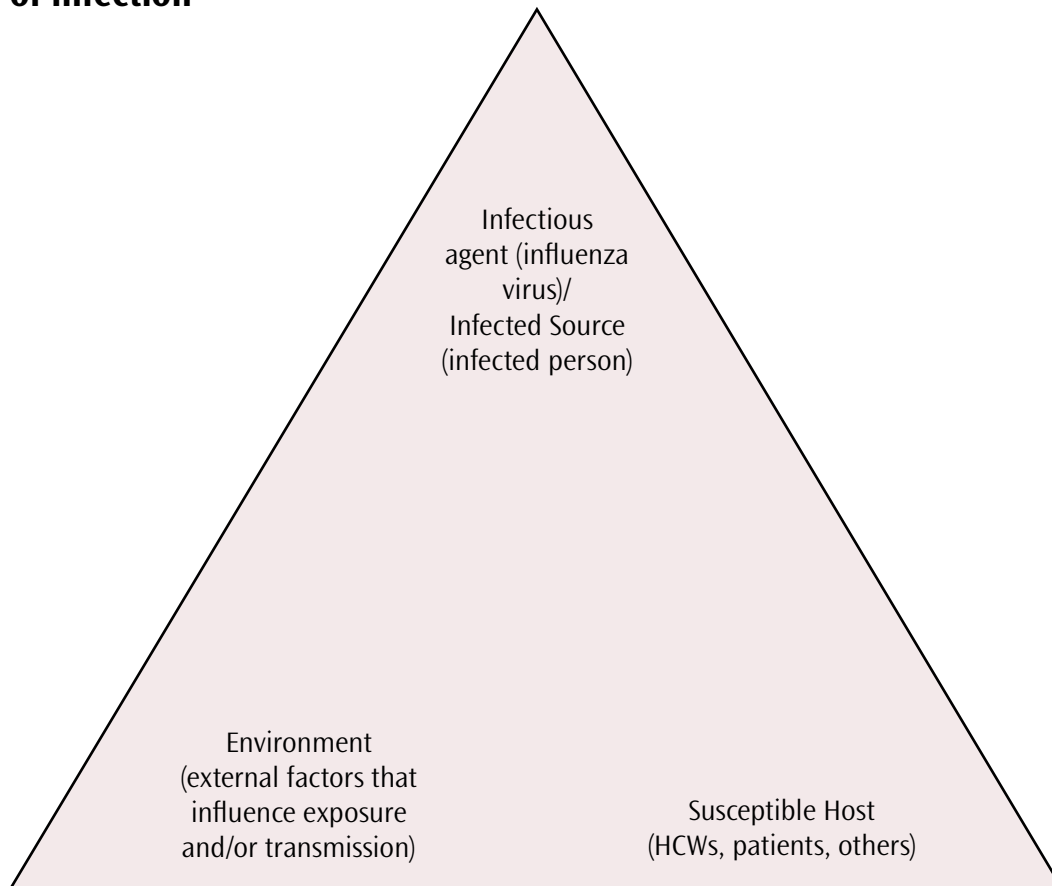 of infection
Infectious
agent (influenza
virus)/
Infected Source
(infected person)
Environment
(external factors that
influence exposure
and/or transmission)
Susceptible Host
(HCWs, patients, others)